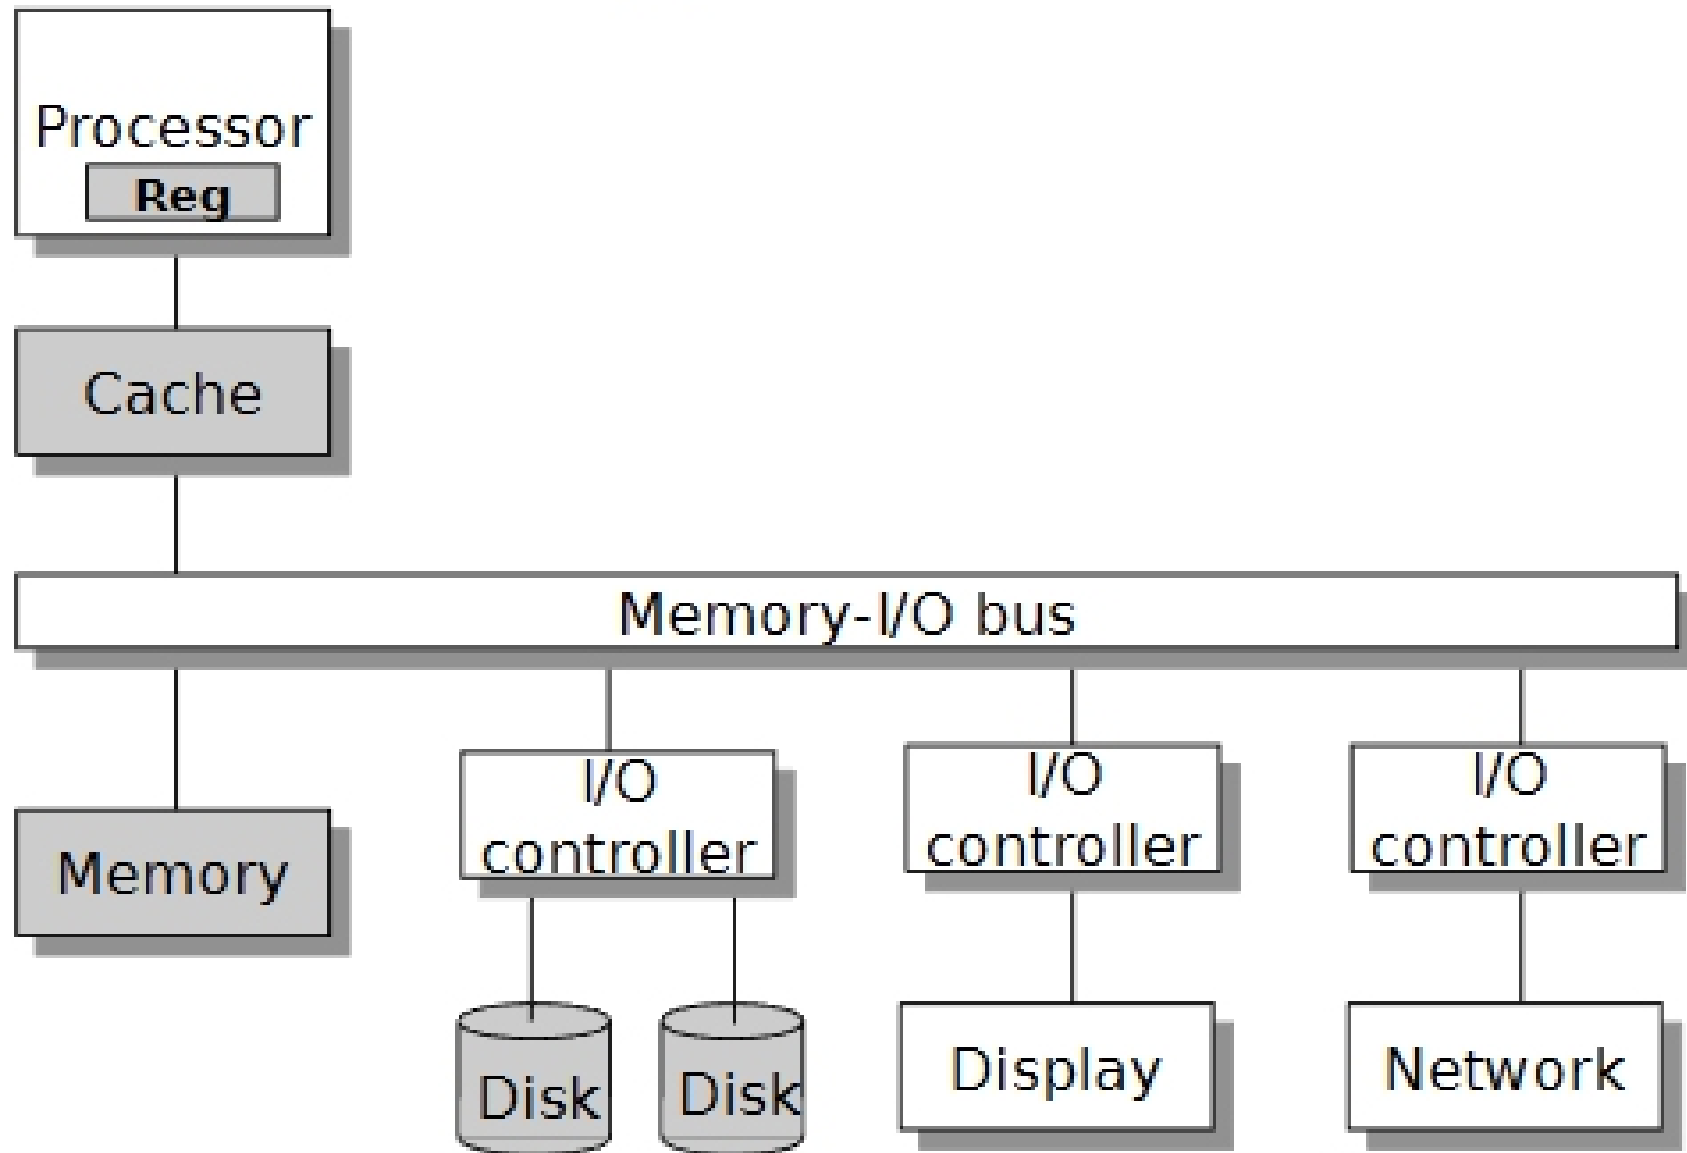 Processor
Reg
Cache
Memory-I/O bus
Memory
I/O
controller
I/O
controller
I/O
controller
Disk
Disk
Display
Network